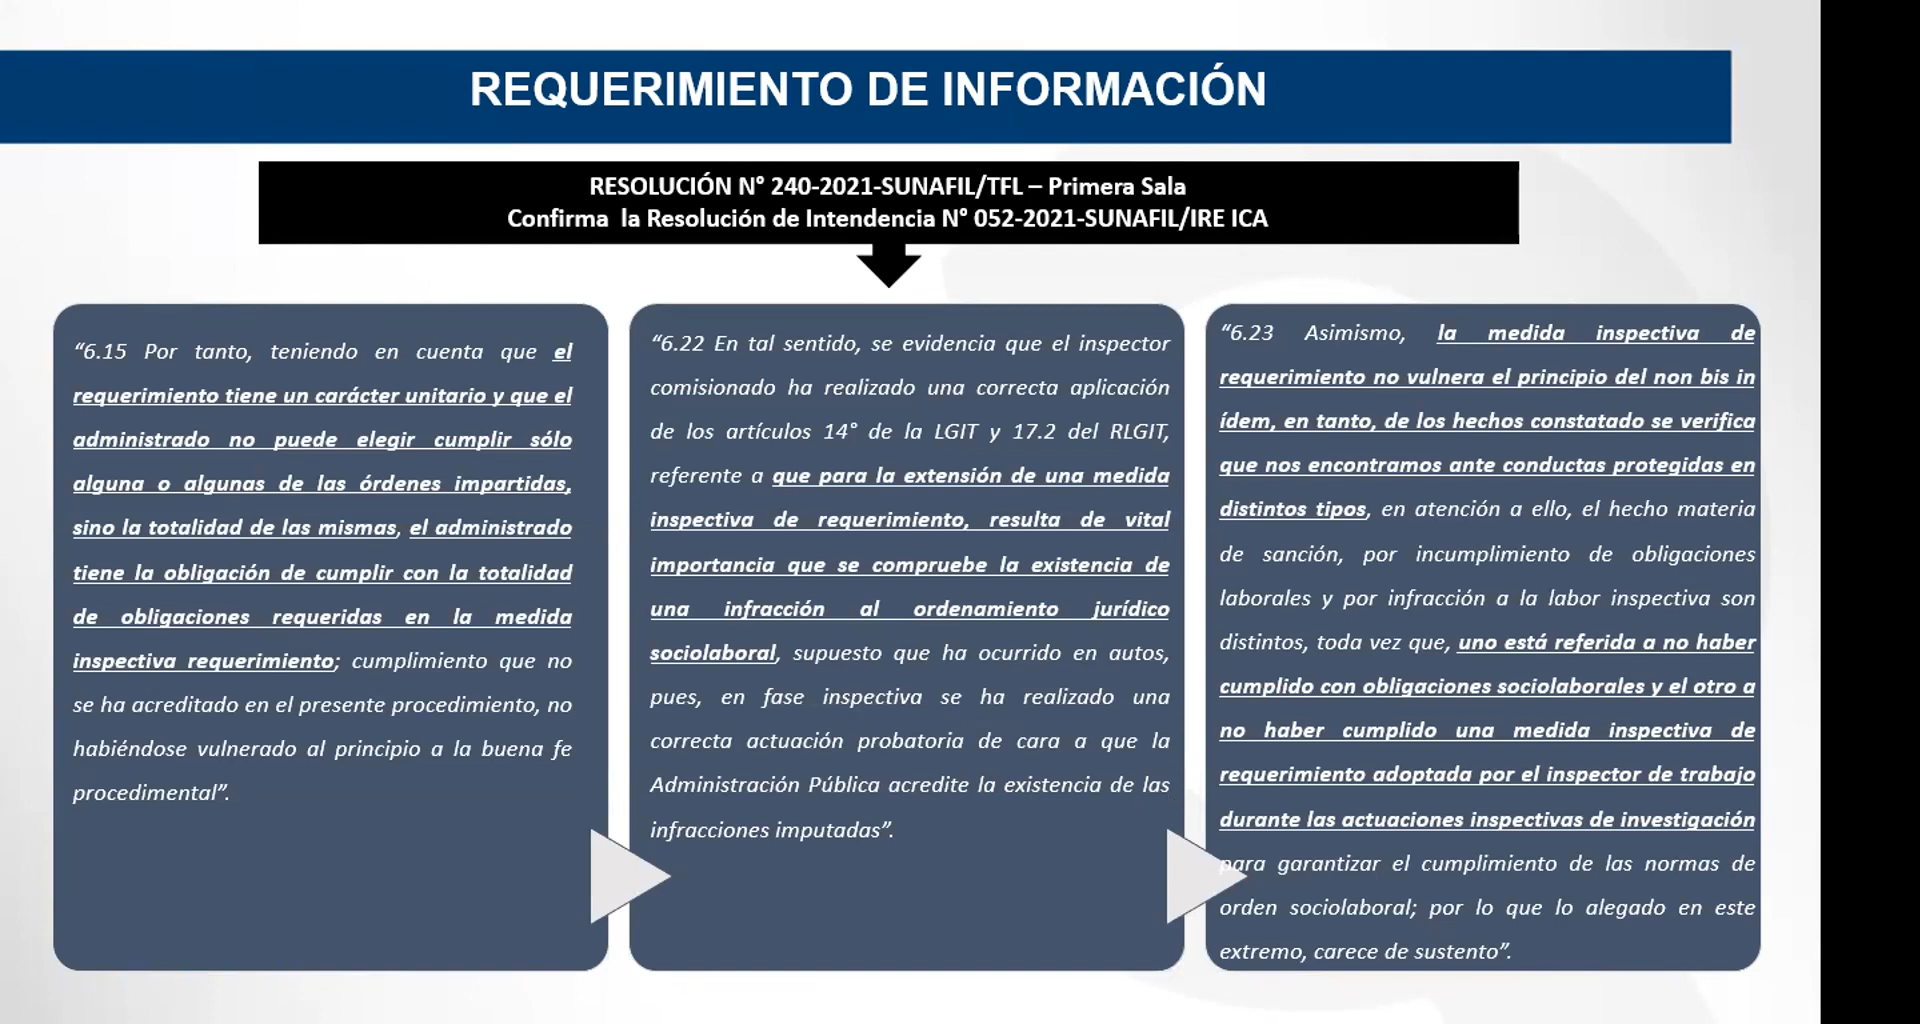 REQUERIMIENTO DE INFORMACIÓN
RESOLUCIÓN N° 240-2021-SUNAFIL/TFL – Primera Sala
Confirma la Resolución de Intendencia N° 052-2021-SUNAFIL/IRE ICA
“6.15 Por tanto, teniendo en cuenta que el
requerimiento tiene un carácter unitario y que el
administrado no puede elegir cumplir sólo
alguna o algunas de las órdenes impartidas,
sino la totalidad de las mismas, el administrado
tiene la obligación de cumplir con la totalidad
de obligaciones requeridas en la medida
inspectiva requerimiento; cumplimiento que no
se ha acreditado en el presente procedimiento, no
habiéndose vulnerado al principio a la buena fe
procedimental”.
“6.22 En tal sentido, se evidencia que el inspector
comisionado ha realizado una correcta aplicación
de los artículos 14° de la LGIT y 17.2 del RLGIT,
referente a que para la extensión de una medida
inspectiva de requerimiento, resulta de vital
importancia que se compruebe la existencia de
una infracción al ordenamiento jurídico
sociolaboral, supuesto que ha ocurrido en autos,
pues, en fase inspectiva se ha realizado una
correcta actuación probatoria de cara a que la
Administración Pública acredite la existencia de las
infracciones imputadas”.
“6.23 Asimismo, la medida inspectiva de
requerimiento no vulnera el principio del non bis in
ídem, en tanto, de los hechos constatado se verifica
que nos encontramos ante conductas protegidas en
distintos tipos, en atención a ello, el hecho materia
de sanción, por incumplimiento de obligaciones
laborales y por infracción a la labor inspectiva son
distintos, toda vez que, uno está referida a no haber
cumplido con obligaciones sociolaborales y el otro a
no haber cumplido una medida inspectiva de
requerimiento adoptada por el inspector de trabajo
durante las actuaciones inspectivas de investigación
para garantizar el cumplimiento de las normas de
orden sociolaboral; por lo que lo alegado en este
extremo, carece de sustento”.